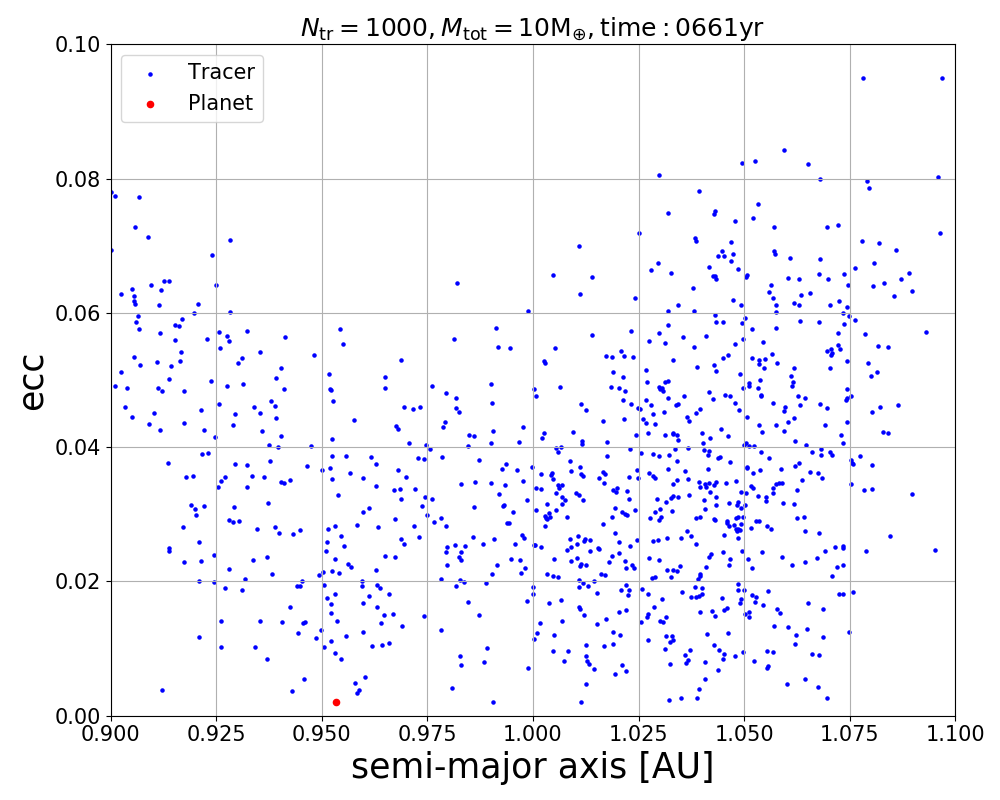 N_tr = 1000, M_tot = 10M_⊕, time : 0661yr
Tracer
Planet
ecc
0.10
0.08
0.06
0.04
0.02
0.00
0.900 0.925 0.950 0.975 1.000 1.025 1.050 1.075 1.100
semi-major axis [AU]